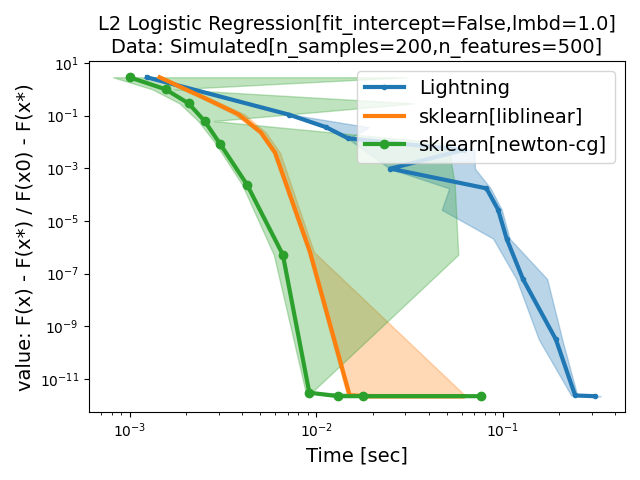 L2 Logistic Regression[fit_intercept=False,lmbd=1.0]
Data: Simulated[n_samples=200,n_features=500]
value: F(x) - F(x*) / F(x0) - F(x*)
10¹
10⁻¹
10⁻³
10⁻⁵
10⁻⁷
10⁻⁹
10⁻¹¹
Lightning
sklearn[liblinear]
sklearn[newton-cg]
10⁻³
10⁻²
10⁻¹
Time [sec]